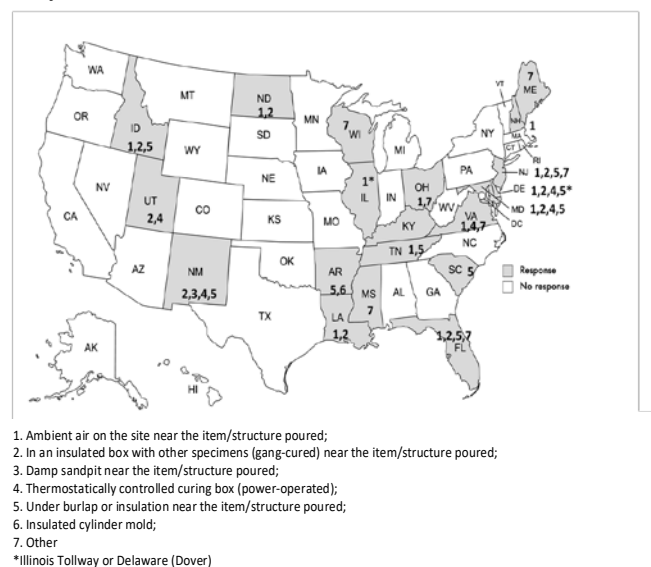 WA
MT
ND
1,2
MN
OR
ID
1,2,5
WY
SD
7 WI
MI
VT
7
ME
NH
1
NY
MA
CT
RI
NV
UT
2,4
CO
NE
IA
1*
IL
IN
OH
1,7
PA
NJ 1,2,5,7
DE 1,2,4,5*
MD 1,2,4,5
DC
WV
VA
1,4,7
CA
KS
MO
KY
TN 1,5
NC
AZ
NM
2,3,4,5
OK
AR
5,6
MS
7
AL
GA
SC 5
Response
No response
TX
LA
1,2
1,2,5,7
FL
AK
HI
1. Ambient air on the site near the item/structure poured;
2. In an insulated box with other specimens (gang-cured) near the item/structure poured;
3. Damp sandpit near the item/structure poured;
4. Thermostatically controlled curing box (power-operated);
5. Under burlap or insulation near the item/structure poured;
6. Insulated cylinder mold;
7. Other
*Illinois Tollway or Delaware (Dover)